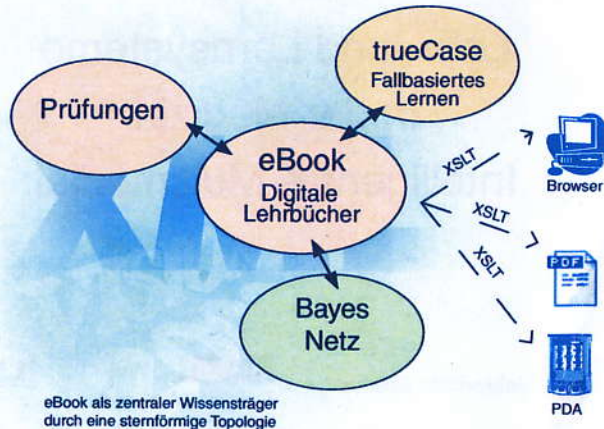 trueCase
Fallbasiertes
Lernen
Prüfungen
eBook
Digitale
Lehrbücher
XSLT
Browser
XSLT
PDF
XSLT
XML
Bayes
Netz
PDA
eBook als zentraler Wissensträger
durch eine sternförmige Topologie